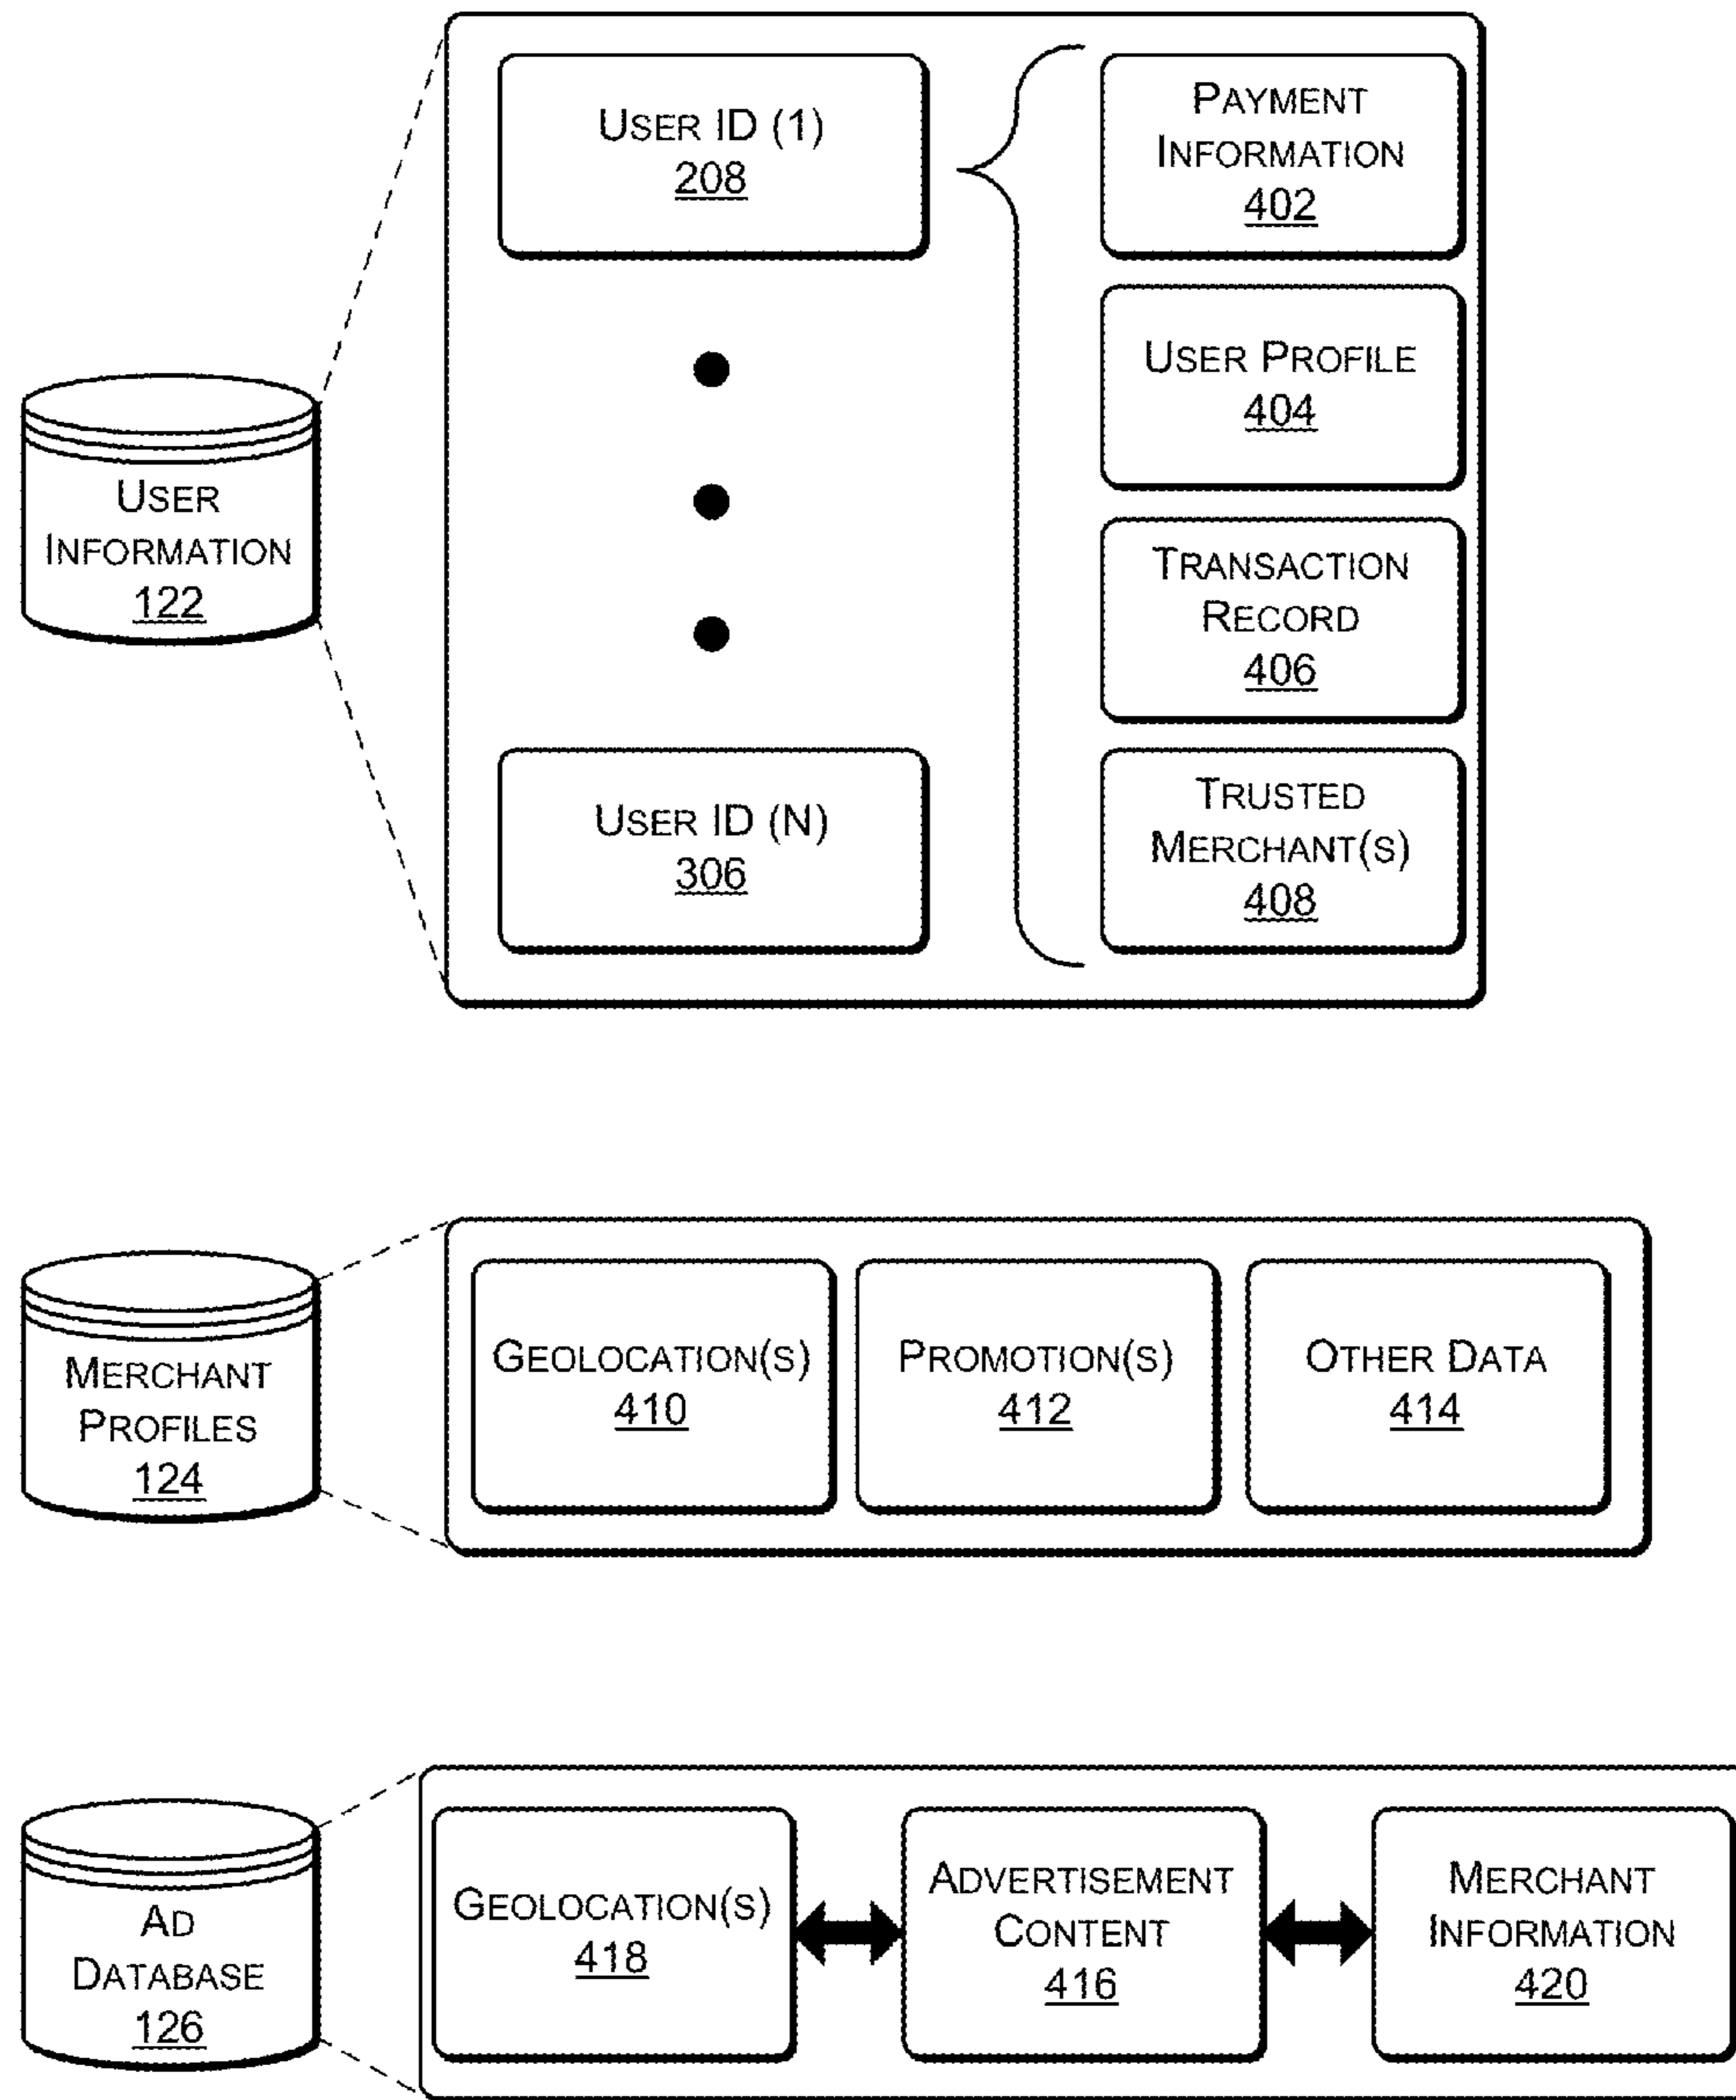 USER ID (1)
208
PAYMENT
INFORMATION
402
USER PROFILE
404
USER
INFORMATION
122
TRANSACTION
RECORD
406
USER ID (N)
306
TRUSTED
MERCHANT(S)
408
MERCHANT
PROFILES
124
GEOLOCATION(S)
410
PROMOTION(S)
412
OTHER DATA
414
AD
DATABASE
126
GEOLOCATION(S)
418
ADVERTISEMENT
CONTENT
416
MERCHANT
INFORMATION
420